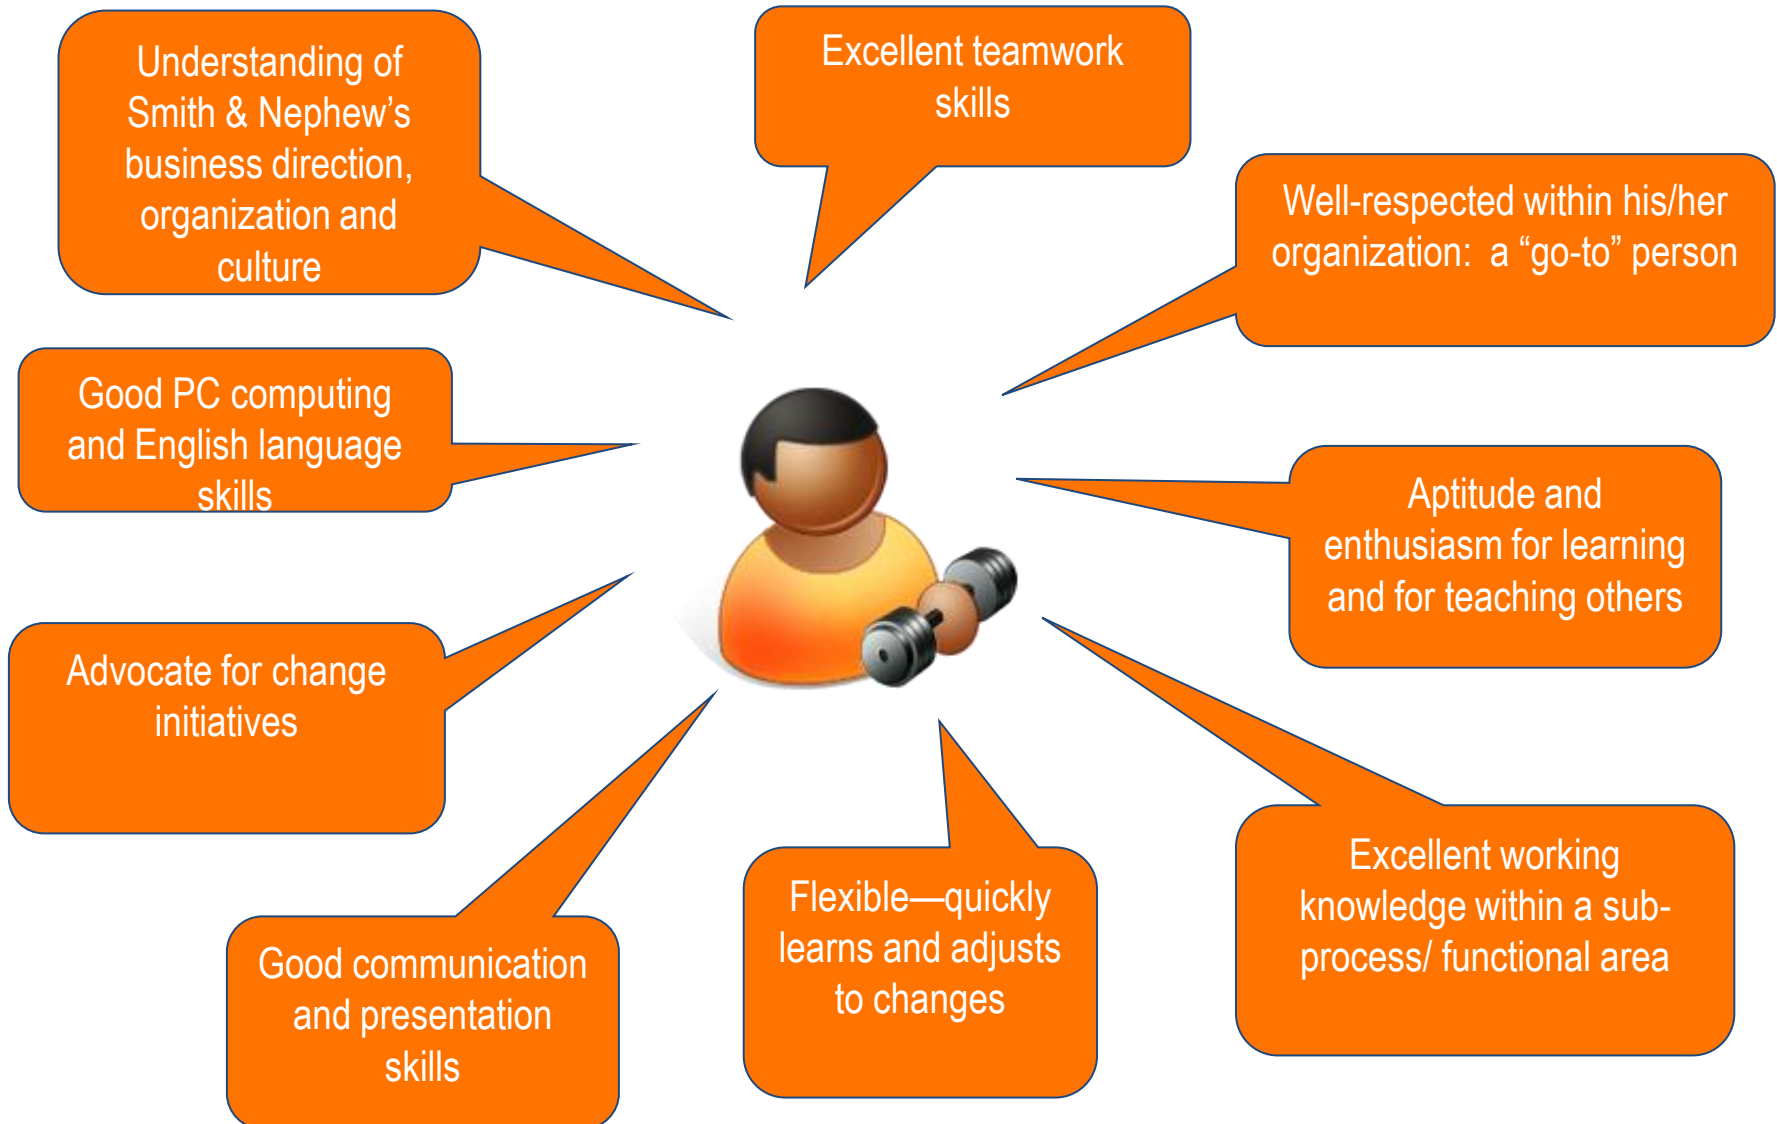 Understanding of
Smith & Nephew’s
business direction,
organization and
culture
Excellent teamwork
skills
Well-respected within his/her
organization:  a “go-to” person
Good PC computing
and English language
skills
Aptitude and
enthusiasm for learning
and for teaching others
Advocate for change
initiatives
Excellent working
knowledge within a sub-
process/ functional area
Flexible—quickly
learns and adjusts
to changes
Good communication
and presentation
skills